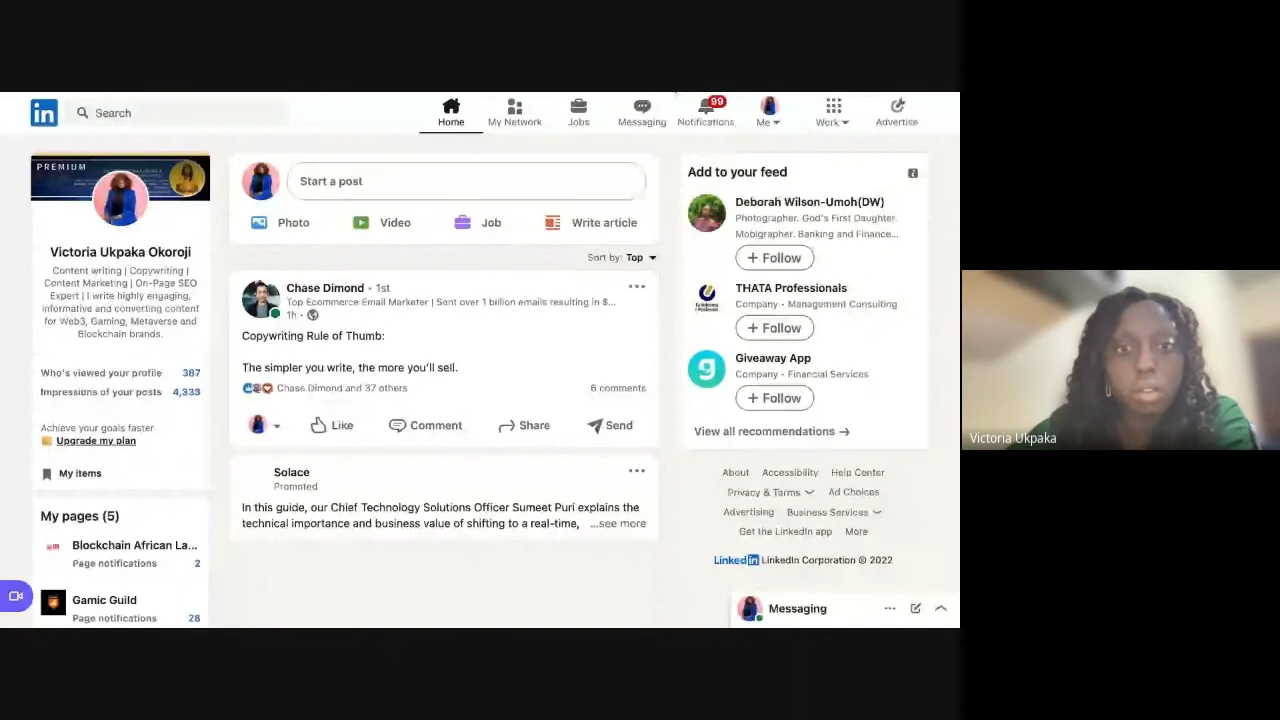 in
Search
Home
My Network
Jobs
Messaging
99
Notifications
Me
Work
Advertise
PREMIUM
Victoria Ukpaka Okoroji
Content writing | Copywriting |
Content Marketing | On-Page SEO
Expert | I write highly engaging,
informative and converting content
for Web3, Gaming, Metaverse and
Blockchain brands.
Who's viewed your profile 387
Impressions of your posts 4,333
Achieve your goals faster
Upgrade my plan
My items
My pages (5)
Blockchain African La...
Page notifications 2
Gamic Guild
Page notifications 28
Start a post
Photo
Video
Job
Write article
Sort by: Top
Chase Dimond • 1st
Top Ecommerce Email Marketer | Sent over 1 billion emails resulting in $...
1h •
Copywriting Rule of Thumb:
The simpler you write, the more you'll sell.
Chase Dimond and 37 others
6 comments
Like
Comment
Share
Send
Solace
Promoted
In this guide, our Chief Technology Solutions Officer Sumeet Puri explains the
technical importance and business value of shifting to a real-time, ...see more
Add to your feed
Deborah Wilson-Umoh(DW)
Photographer. God's First Daughter.
Mobigrapher. Banking and Finance...
+ Follow
THATA Professionals
Company • Management Consulting
+ Follow
g
Giveaway App
Company • Financial Services
+ Follow
View all recommendations →
About Accessibility Help Center
Privacy & Terms Ad Choices
Advertising Business Services
Get the LinkedIn app More
Linked in LinkedIn Corporation © 2022
Messaging
Victoria Ukpaka